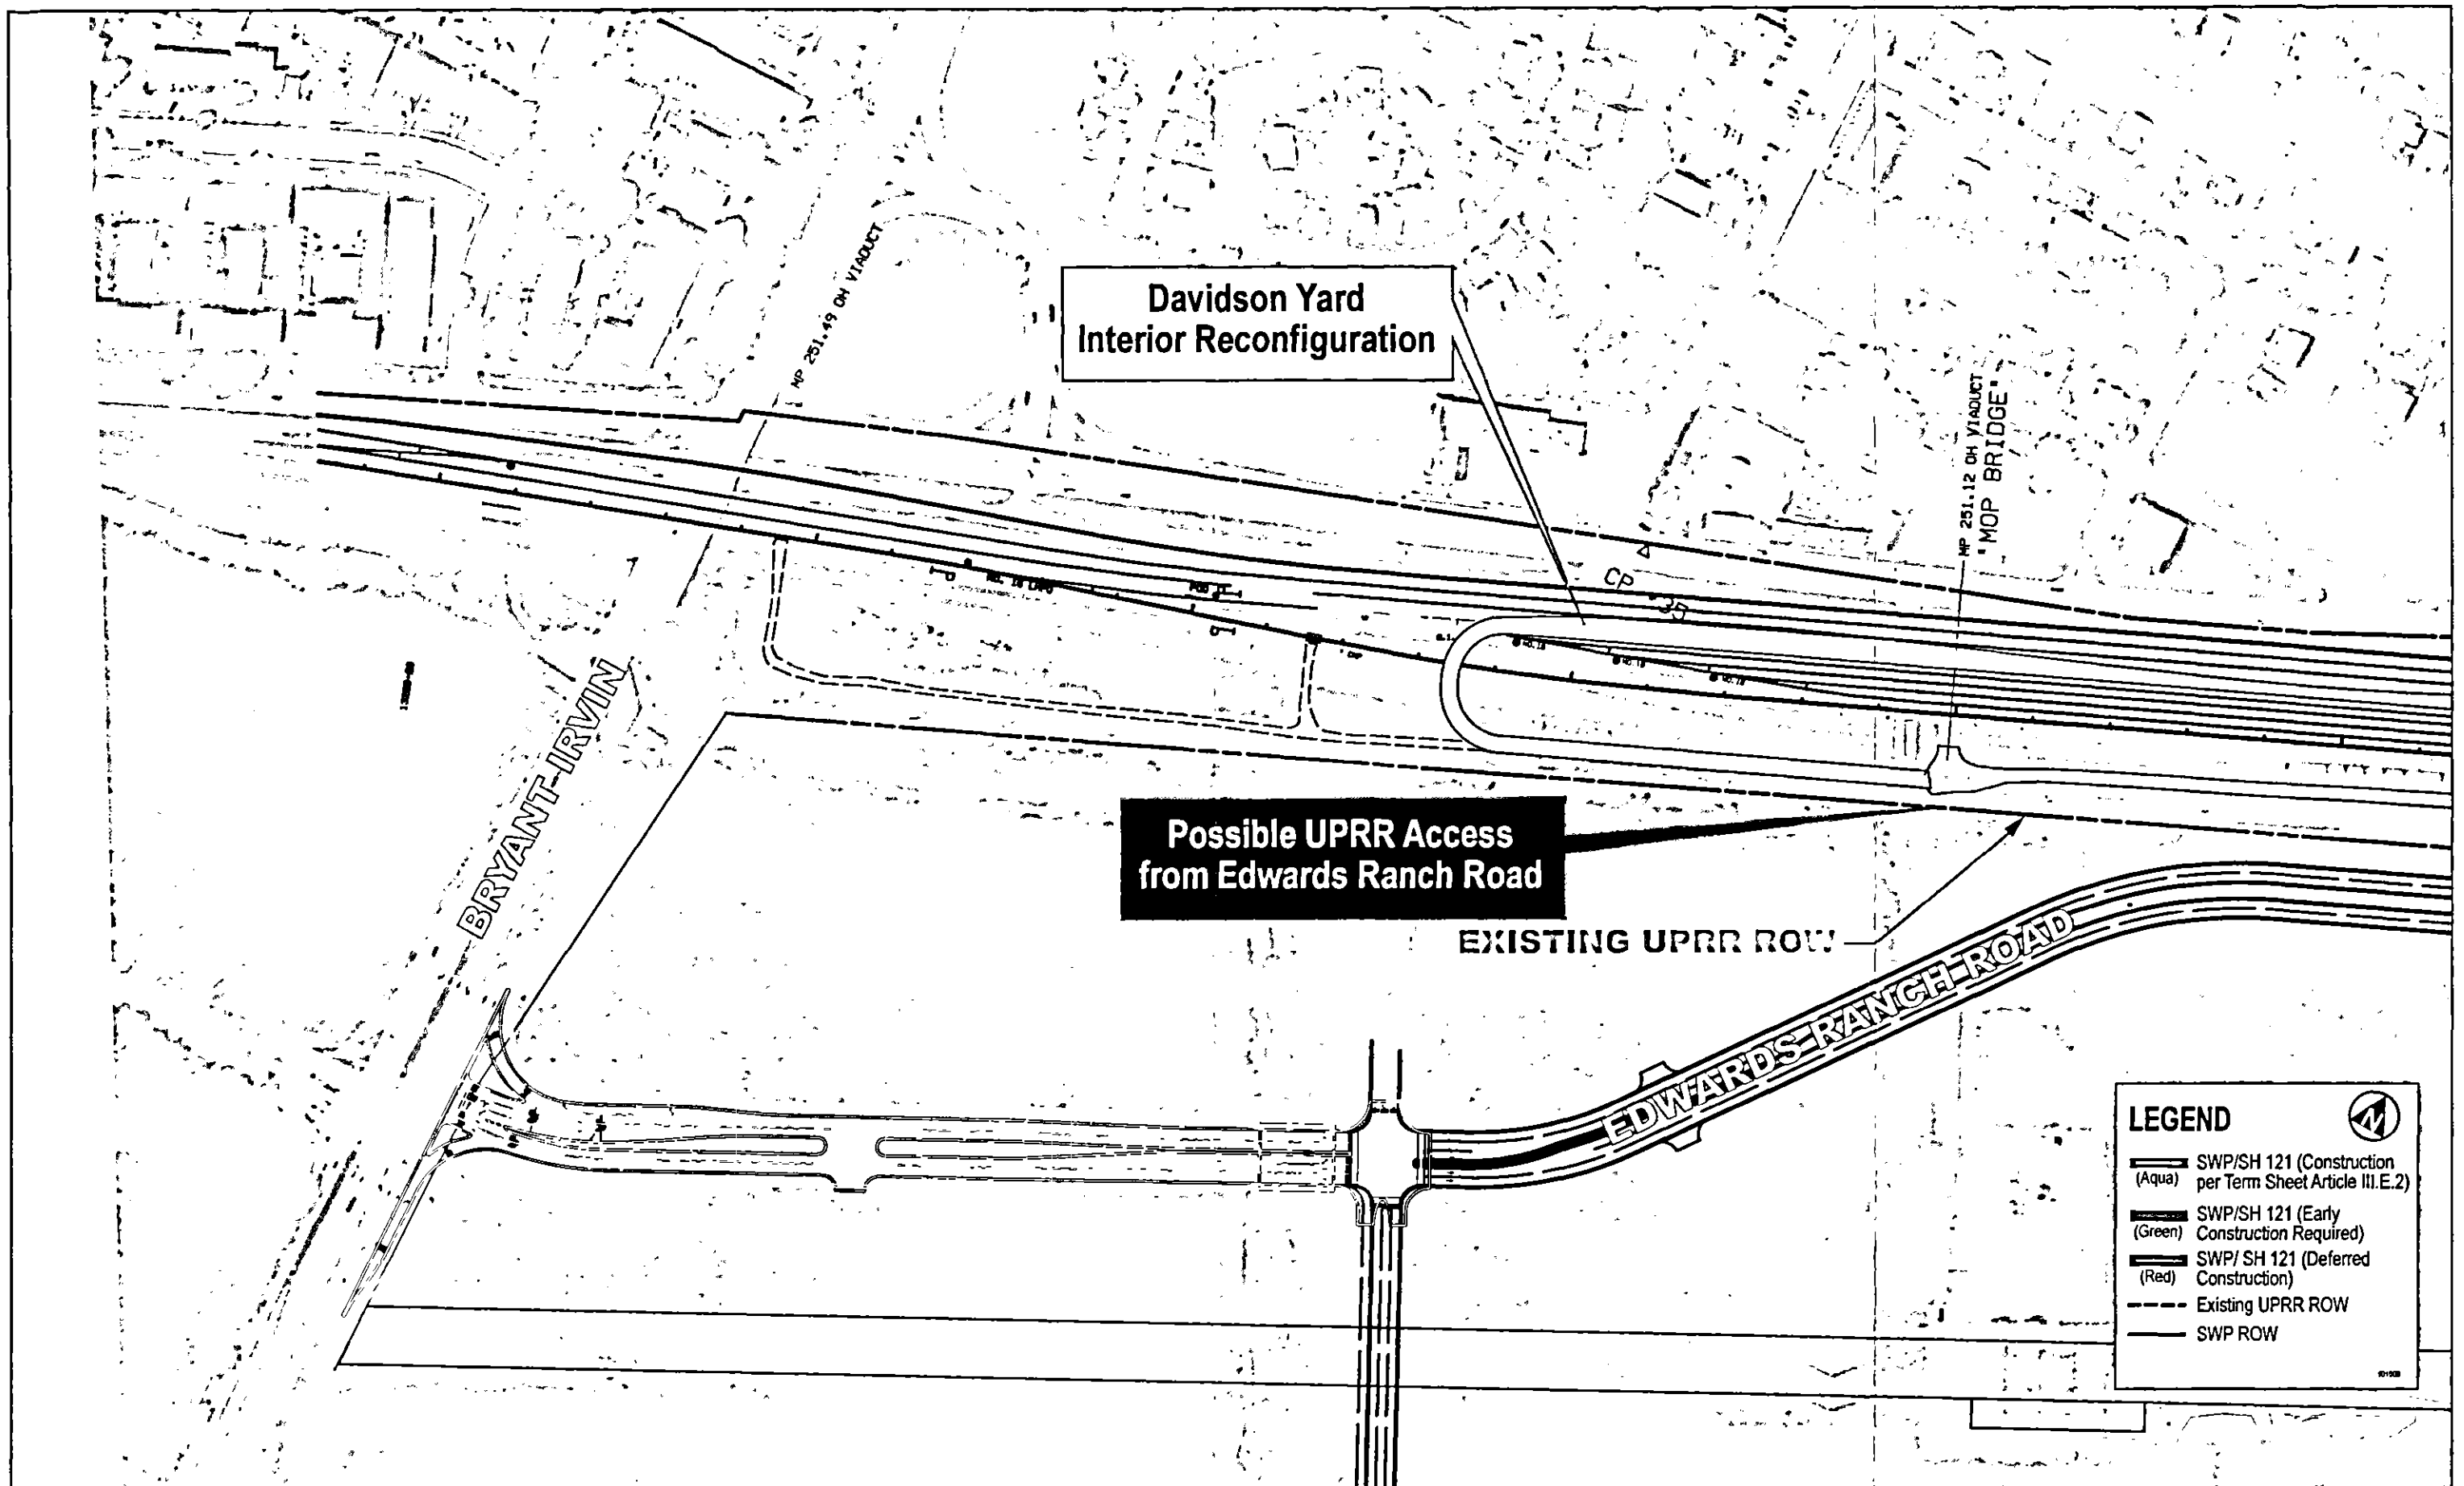 MP 251.49 OH VIADUCT
Davidson Yard
Interior Reconfiguration
MP 251.12 OH VIADUCT
"MOP BRIDGE"
CP
BRYANT-IRVIN
Possible UPRR Access
from Edwards Ranch Road
EXISTING UPRR ROW
EDWARDS RANCH ROAD
LEGEND
N
SWP/SH 121 (Construction
(Aqua) per Term Sheet Article III.E.2)
SWP/SH 121 (Early
(Green) Construction Required)
SWP/ SH 121 (Deferred
(Red) Construction)
Existing UPRR ROW
SWP ROW